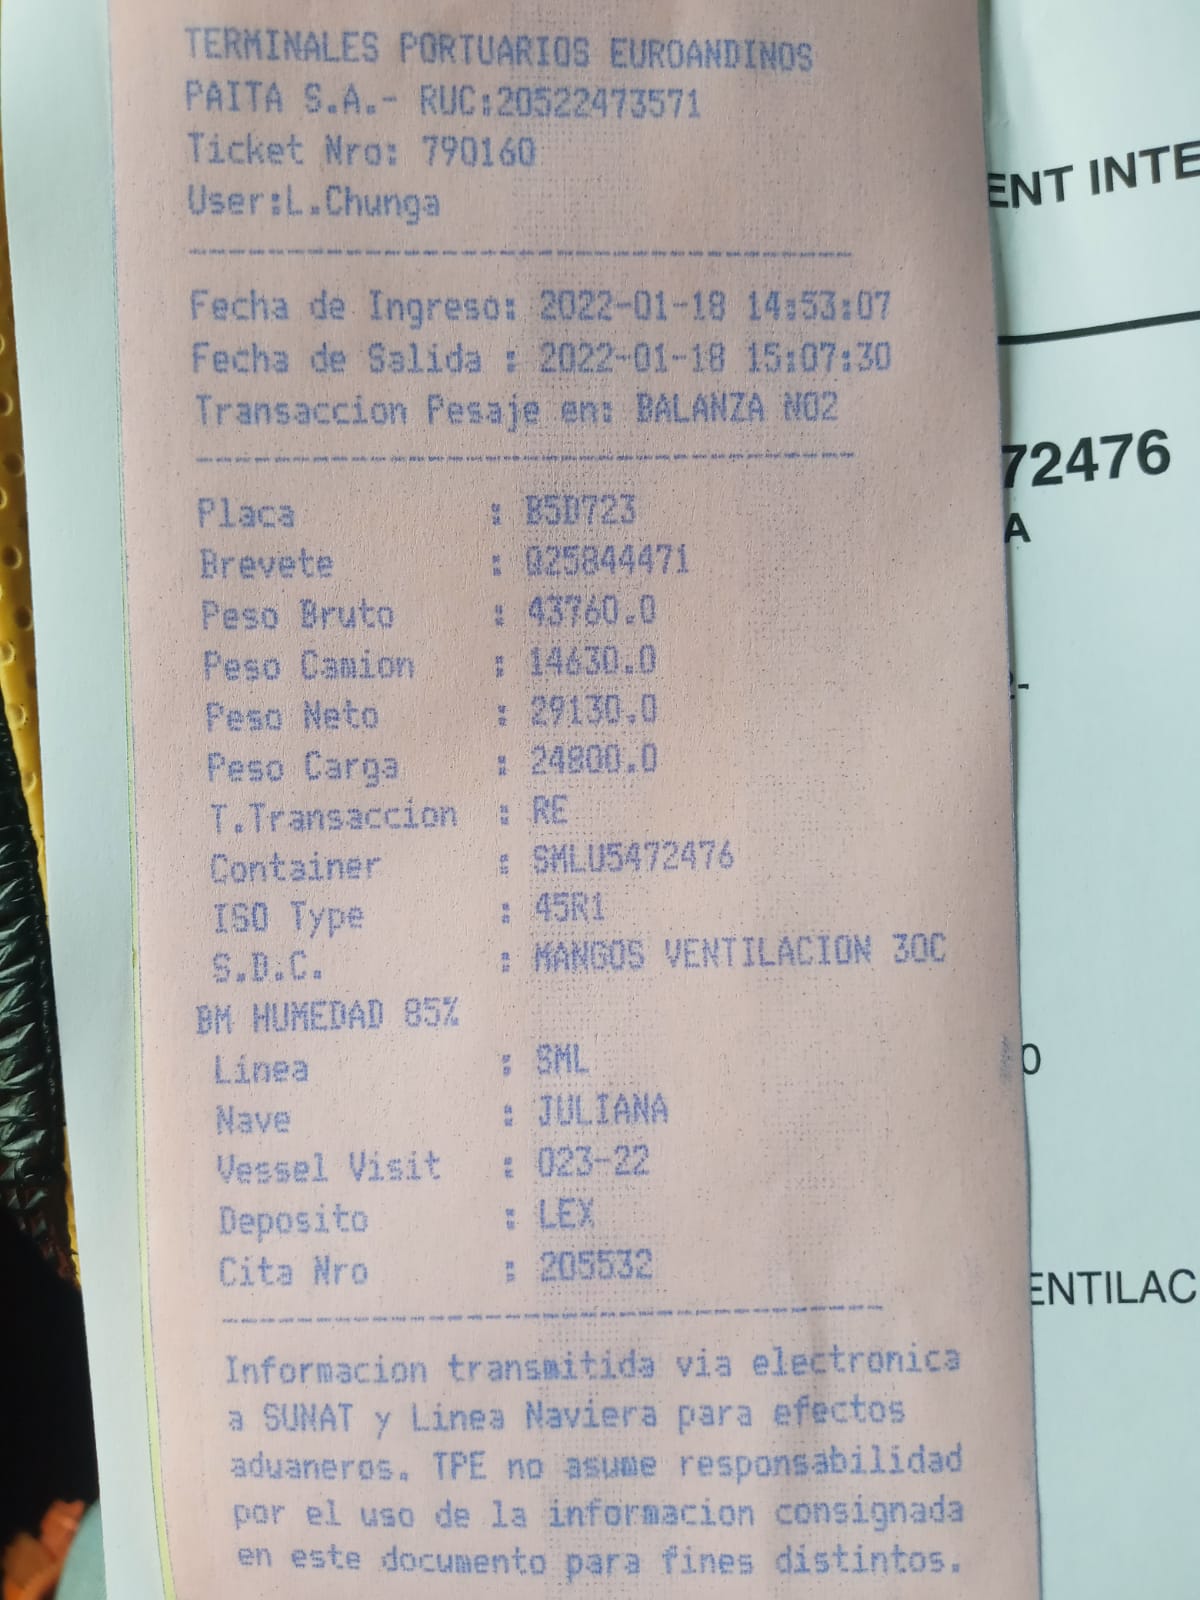 TERMINALES PORTUARIOS EUROANDINOS
PAITA S.A.- RUC:20522473571
Ticket Nro: 790160
User:L.Chunga
Fecha de Ingreso: 2022-01-18 14:53:07
Fecha de Salida : 2022-01-18 15:07:30
Transaccion Pesaje en: BALANZA N02
Placa : B5D723
Brevete : Q25844471
Peso Bruto : 43760.0
Peso Camion : 14630.0
Peso Neto : 29130.0
Peso Carga : 24800.0
T.Transaccion : RE
Container : SMLU5472476
ISO Type : 45R1
S.D.C. : MANGOS VENTILACION 30C
BM HUMEDAD 85%
Linea : SML
Nave : JULIANA
Vessel Visit : 023-22
Deposito : LEX
Cita Nro : 205532
Informacion transmitida via electronica
a SUNAT y Linea Naviera para efectos
aduaneros. TPE no asume responsabilidad
por el uso de la informacion consignada
en este documento para fines distintos.
ENT INTE
72476
A
0
ENTILAC